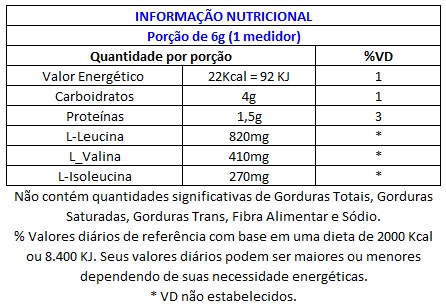 INFORMAÇÃO NUTRICIONAL
Porção de 6g (1 medidor)
Quantidade por porção %VD
Valor Energético 22Kcal = 92 KJ 1
Carboidratos 4g 1
Proteínas 1,5g 3
L-Leucina 820mg *
L_Valina 410mg *
L-Isoleucina 270mg *
Não contém quantidades significativas de Gorduras Totais, Gorduras
Saturadas, Gorduras Trans, Fibra Alimentar e Sódio.
% Valores diários de referência com base em uma dieta de 2000 Kcal
ou 8.400 KJ. Seus valores diários podem ser maiores ou menores
dependendo de suas necessidade energéticas.
* VD não estabelecidos.